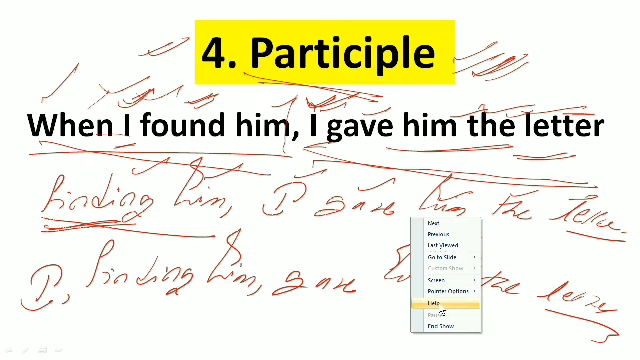 4. Participle
When I found him, I gave him the letter
Finding him, I gave him the letter
I, Finding him, gave the letter
Next
Previous
Last Viewed
Go to Slide
Custom Show
Screen
Pointer Options
Help
Pause
End Show